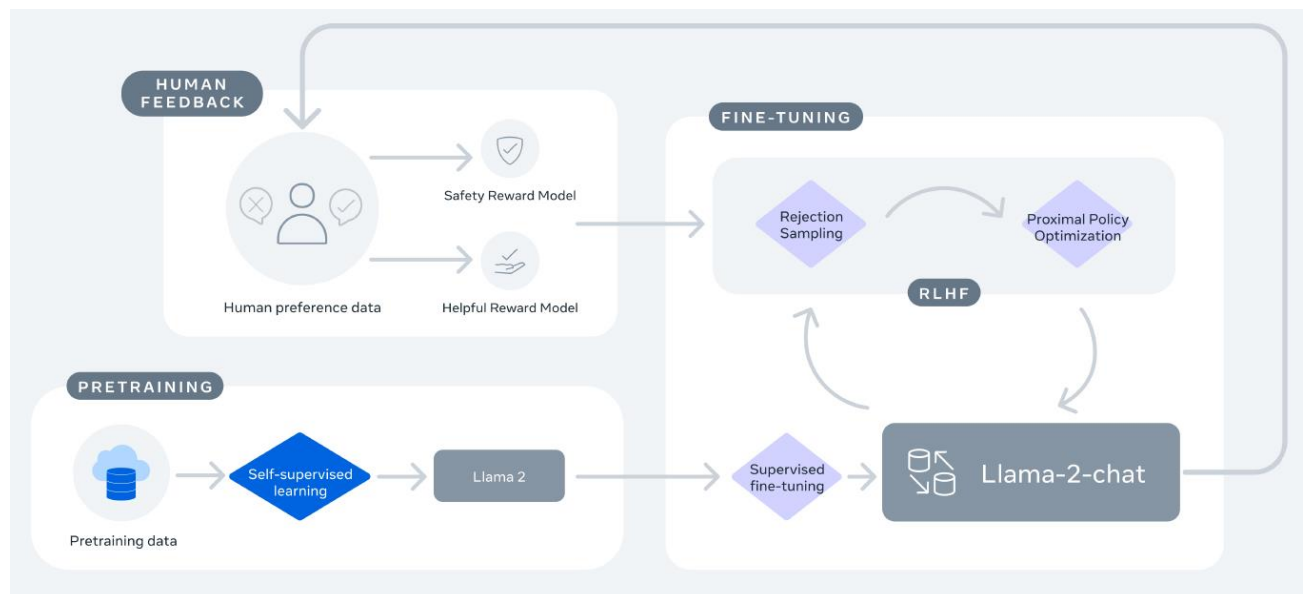 HUMAN
FEEDBACK
Safety Reward Model
Human preference data
Helpful Reward Model
FINE-TUNING
Rejection
Sampling
Proximal Policy
Optimization
RLHF
PRETRAINING
Pretraining data
Self-supervised
learning
Llama 2
Supervised
fine-tuning
Llama-2-chat